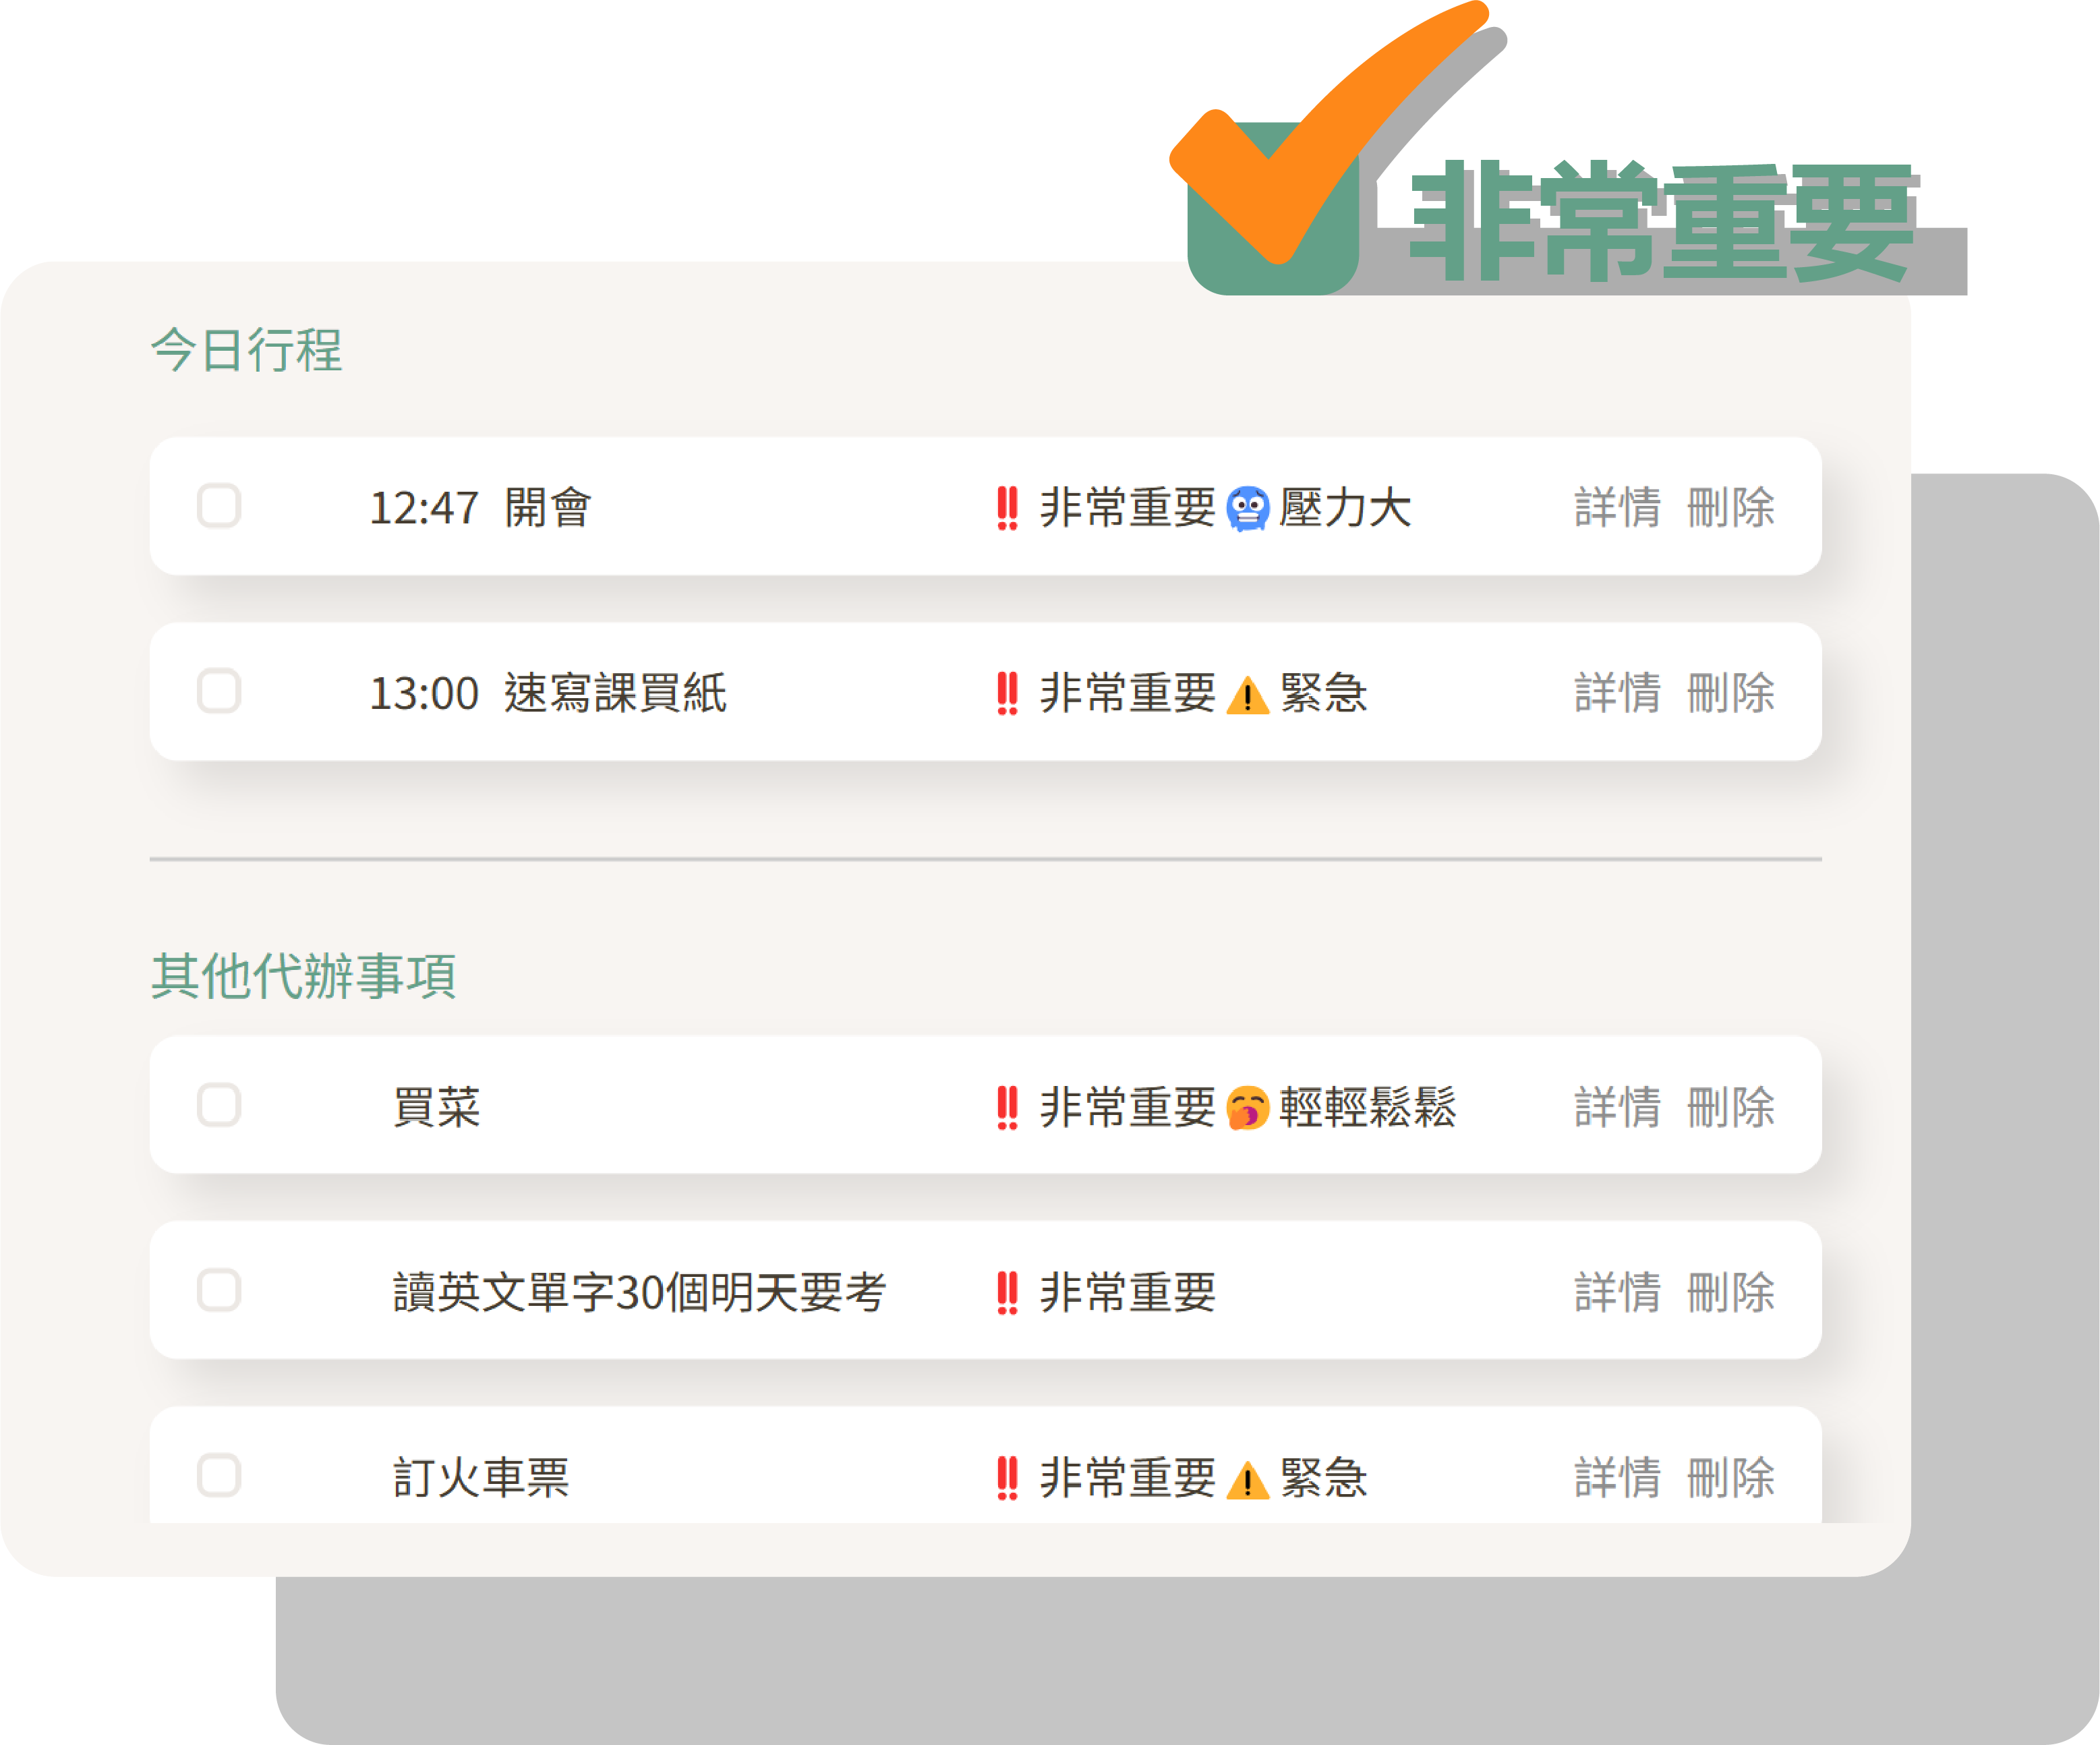 非常重要
今日行程
12:47 開會 ‼ 非常重要 🥶 壓力大 詳情 刪除
13:00 速寫課買紙 ‼ 非常重要 ⚠ 緊急 詳情 刪除
其他代辦事項
買菜 ‼ 非常重要 🥱 輕輕鬆鬆 詳情 刪除
讀英文單字30個明天要考 ‼ 非常重要 詳情 刪除
訂火車票 ‼ 非常重要 ⚠ 緊急 詳情 刪除